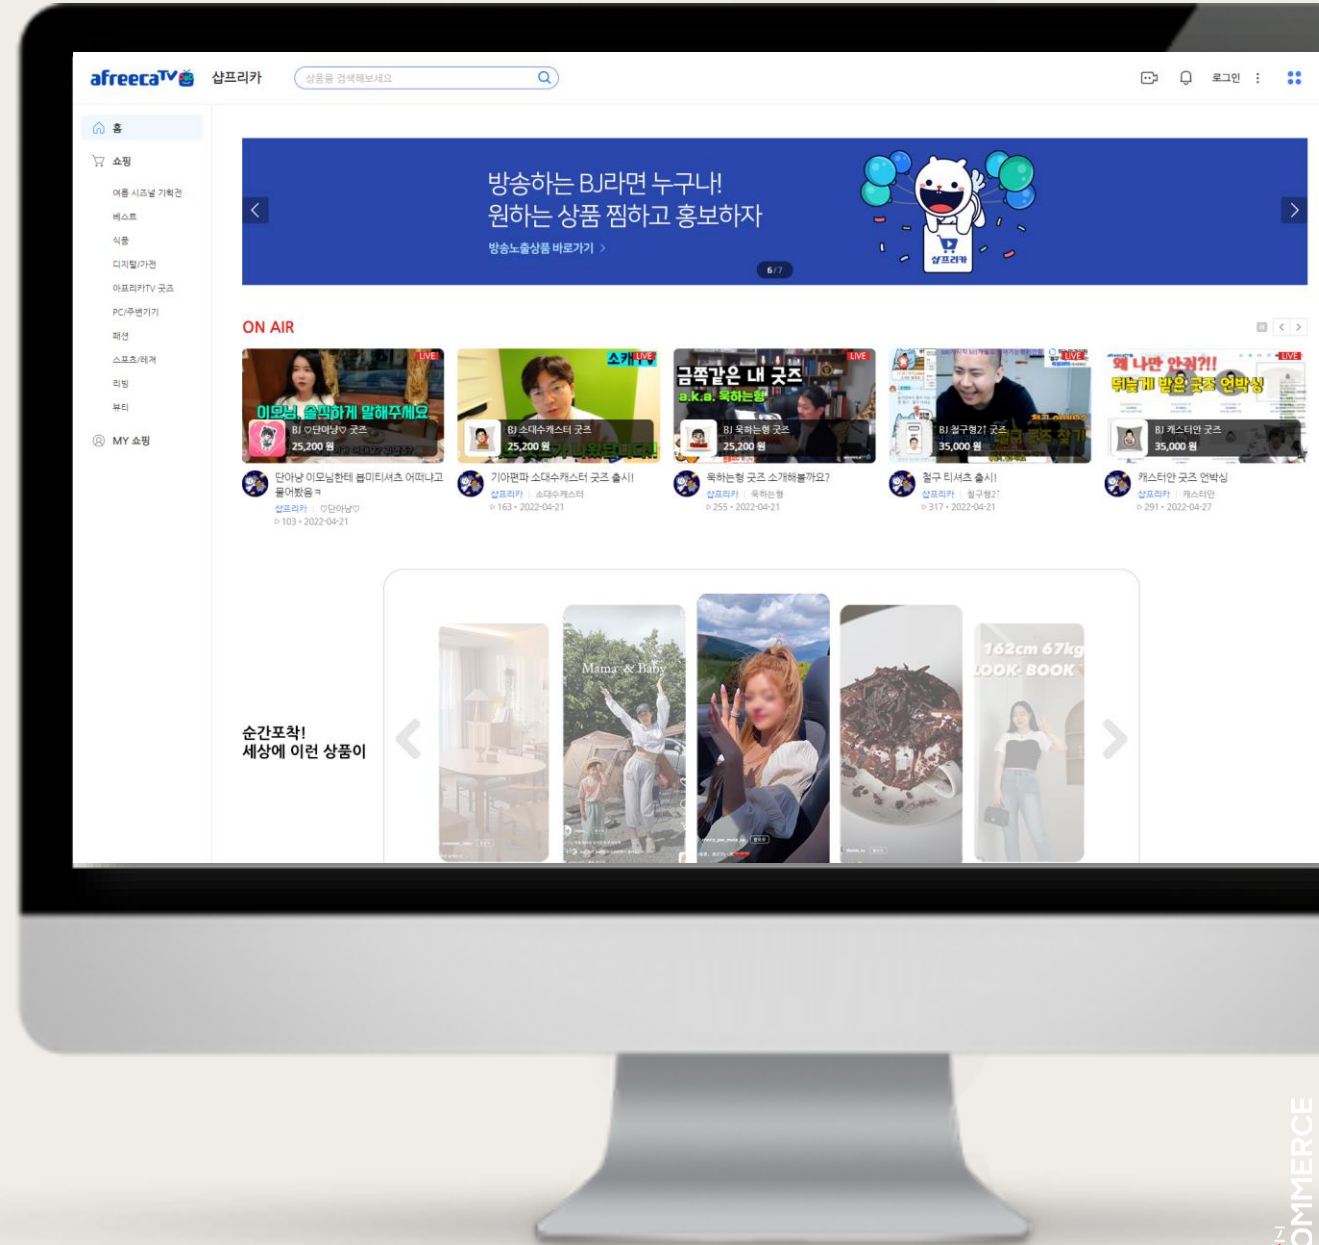 afreecaTV 샵프리카
상품을 검색해보세요
로그인
홈
쇼핑
여름 시즈널 기획전
베스트
식품
디지털/가전
아프리카TV 굿즈
PC/주변기기
패션
스포츠/레져
리빙
뷰티
MY 쇼핑
방송하는 BJ라면 누구나!
원하는 상품 찜하고 홍보하자
방송노출상품 바로가기 >
샵프리카
6/7
ON AIR
LIVE
이모님, 솔직하게 말해주세요
BJ ♡단아냥♡ 굿즈
25,200 원
단아냥 이모님한테 봄미티셔츠 어떠냐고
물어봤음ㅋ
샵프리카 | ♡단아냥♡
103 • 2022-04-21
LIVE
BJ 소대수캐스터 굿즈
25,200 원
기아편파 소대수캐스터 굿즈 출시!
샵프리카 | 소대수캐스터
163 • 2022-04-21
LIVE
금쪽같은 내 굿즈
a.k.a. 욱하는형
BJ 욱하는형 굿즈
25,200 원
욱하는형 굿즈 소개해볼까요?
샵프리카 | 욱하는형
255 • 2022-04-21
LIVE
BJ 철구형2↑ 굿즈
35,000 원
철구 티셔츠 출시!
샵프리카 | 철구형2↑
317 • 2022-04-21
LIVE
왜 나만 안줘?!!
뒤늦게 받은 굿즈 언박싱
BJ 캐스터안 굿즈
35,000 원
캐스터안 굿즈 언박싱
샵프리카 | 캐스터안
291 • 2022-04-27
순간포착!
세상에 이런 상품이
Mama & Baby
162cm 67kg
LOOK- BOOK
OMMERCE